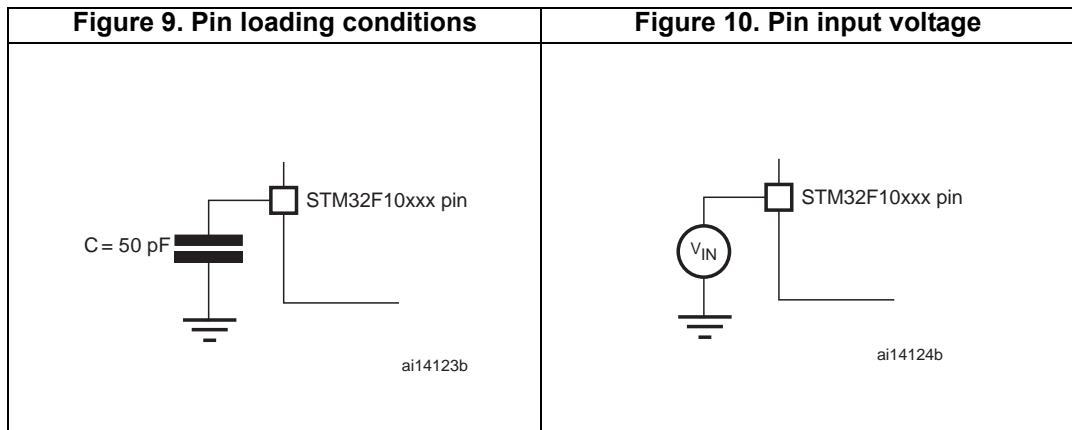 Figure 9. Pin loading conditions
Figure 10. Pin input voltage
STM32F10xxx pin
C = 50 pF
ai14123b
STM32F10xxx pin
VIN
ai14124b